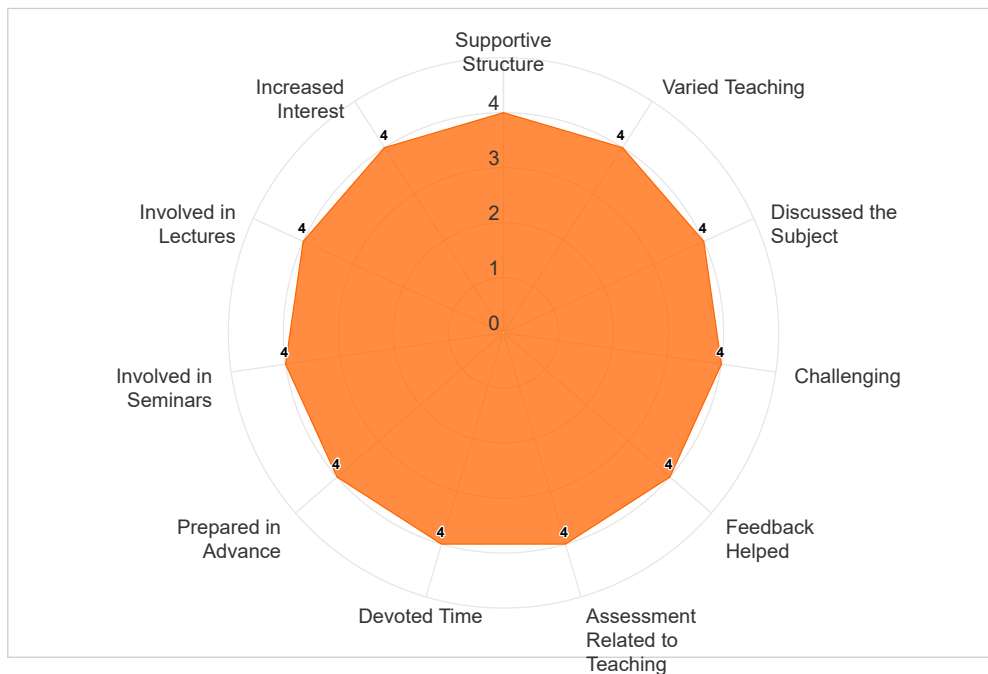 Supportive
Structure
Increased
Interest
Varied Teaching
4
4
4
3
Involved in
Lectures
Discussed the
Subject
4
4
2
1
0
Involved in
Seminars
4
4
Challenging
4
4
Prepared in
Advance
Feedback
Helped
4
4
Devoted Time
Assessment
Related to
Teaching